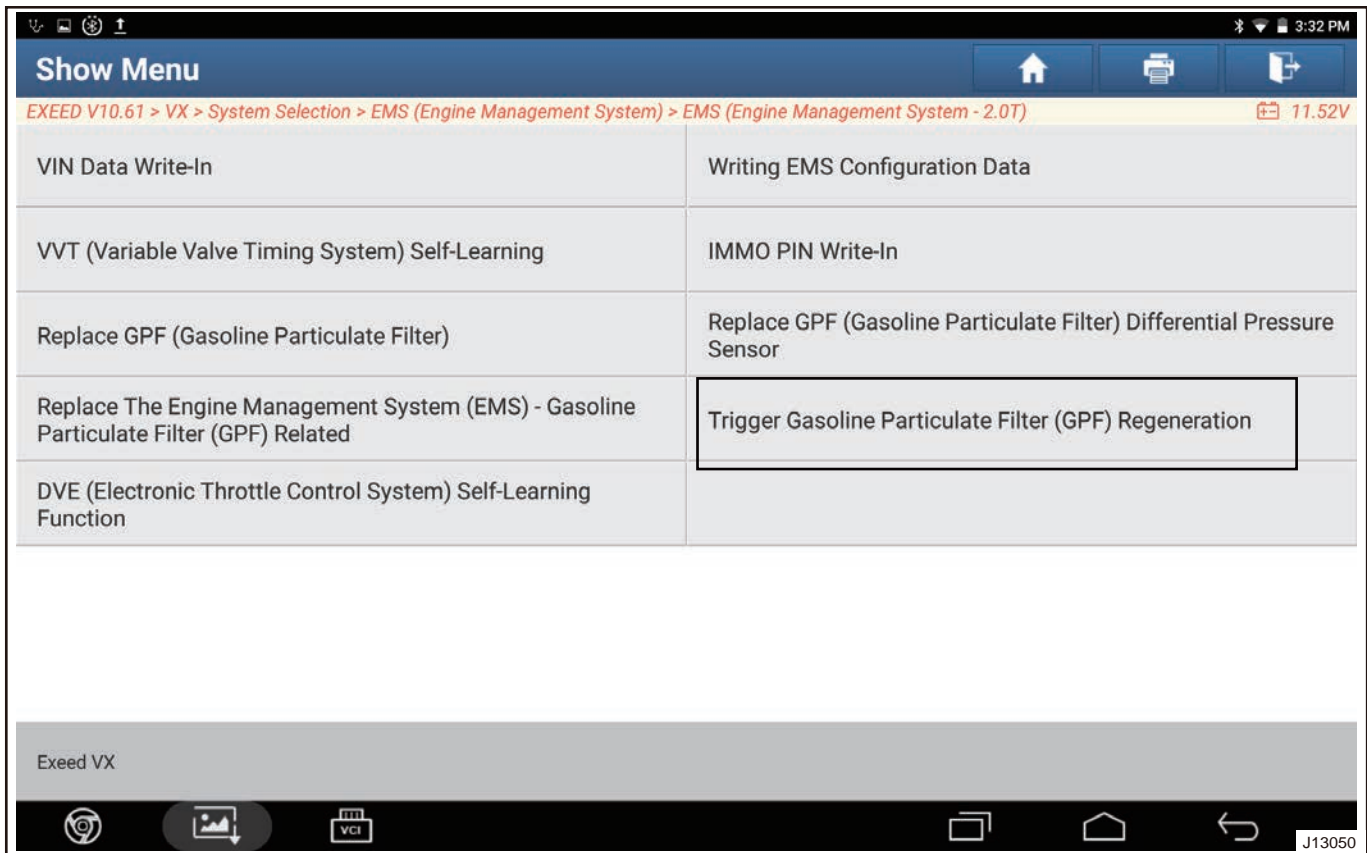 3:32 PM
Show Menu
EXEED V10.61 > VX > System Selection > EMS (Engine Management System) > EMS (Engine Management System - 2.0T)
11.52V
VIN Data Write-In
Writing EMS Configuration Data
VVT (Variable Valve Timing System) Self-Learning
IMMO PIN Write-In
Replace GPF (Gasoline Particulate Filter)
Replace GPF (Gasoline Particulate Filter) Differential Pressure
Sensor
Replace The Engine Management System (EMS) - Gasoline
Particulate Filter (GPF) Related
Trigger Gasoline Particulate Filter (GPF) Regeneration
DVE (Electronic Throttle Control System) Self-Learning
Function
Exeed VX
VCI
J13050